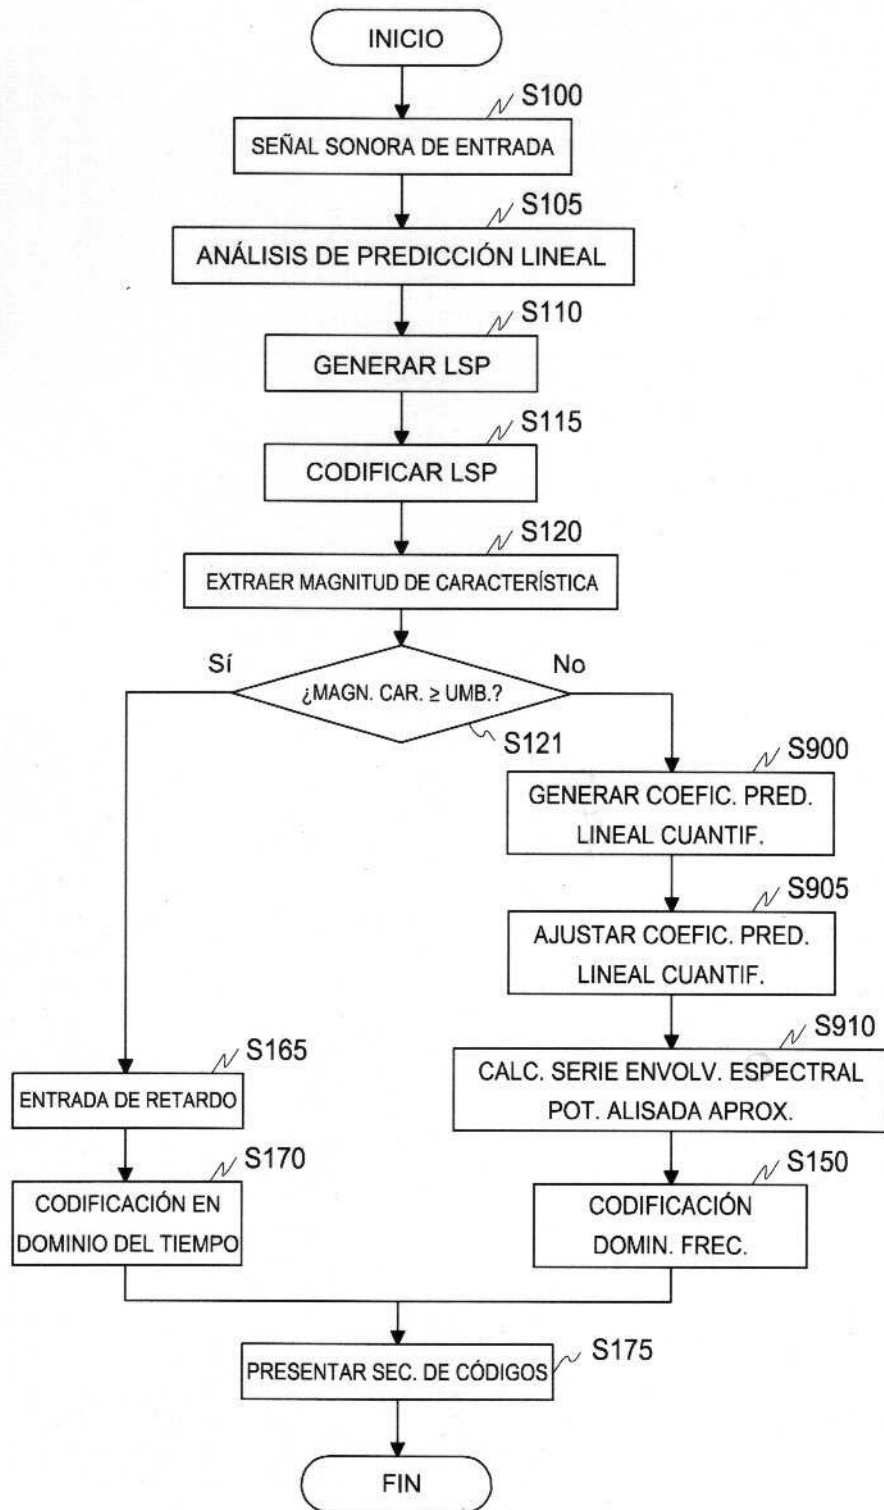 INICIO
S100
SEÑAL SONORA DE ENTRADA
S105
ANÁLISIS DE PREDICCIÓN LINEAL
S110
GENERAR LSP
S115
CODIFICAR LSP
S120
EXTRAER MAGNITUD DE CARACTERÍSTICA
Sí
No
¿MAGN. CAR. ≥ UMB.?
S121
S900
GENERAR COEFIC. PRED.
LINEAL CUANTIF.
S905
AJUSTAR COEFIC. PRED.
LINEAL CUANTIF.
S910
CALC. SERIE ENVOLV. ESPECTRAL
POT. ALISADA APROX.
S165
ENTRADA DE RETARDO
S170
CODIFICACIÓN EN
DOMINIO DEL TIEMPO
S150
CODIFICACIÓN
DOMIN. FREC.
S175
PRESENTAR SEC. DE CÓDIGOS
FIN